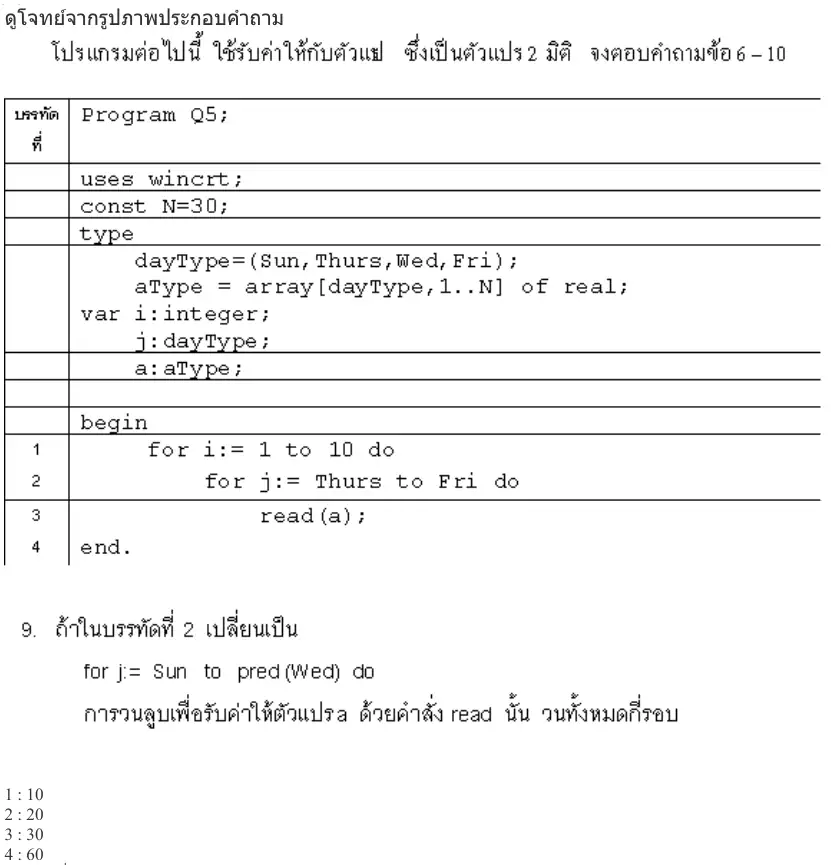 ดูโจทย์จากรูปภาพประกอบคำถาม
โปรแกรมต่อไปนี้ ใช้รับค่าให้กับตัวแป ซึ่งเป็นตัวแปร 2 มิติ จงตอบคำถามข้อ 6 – 10
บรรทัดที่ Program Q5;
uses wincrt;
const N=30;
type
dayType=(Sun,Thurs,Wed,Fri);
aType = array[dayType,1..N] of real;
var i:integer;
j:dayType;
a:aType;
begin
1 for i:= 1 to 10 do
2 for j:= Thurs to Fri do
3 read(a);
4 end.
9. ถ้าในบรรทัดที่ 2 เปลี่ยนเป็น
for j:= Sun to pred(Wed) do
การวนลูบเพื่อรับค่าให้ตัวแปร a ด้วยคำสั่ง read นั้น วนทั้งหมดกี่รอบ
1 : 10
2 : 20
3 : 30
4 : 60